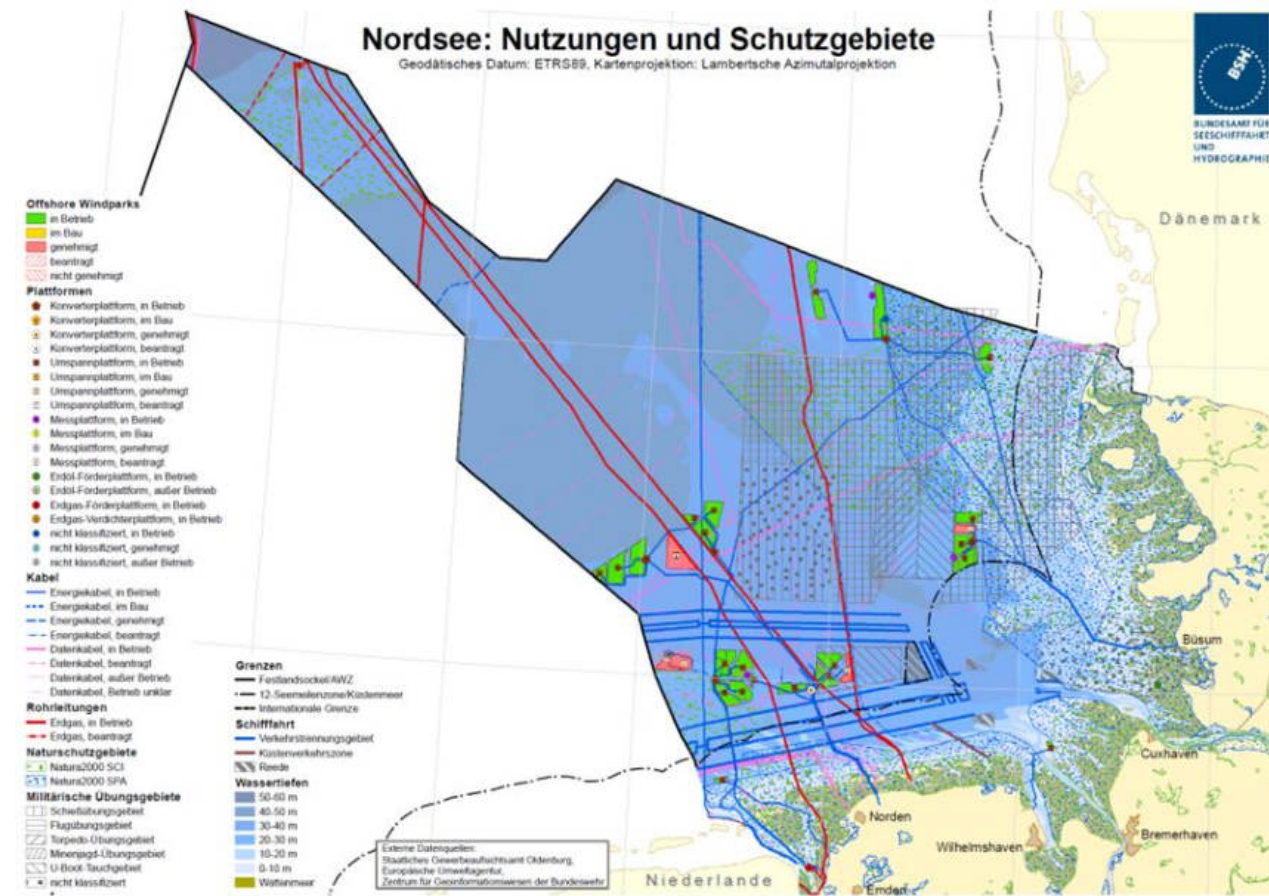 Nordsee: Nutzungen und Schutzgebiete
Geodätisches Datum: ETRS89, Kartenprojektion: Lambertsche Azimutalprojektion
BSH
BUNDESAMT FÜR
SEESCHIFFFAHRT
UND
HYDROGRAPHIE
Dänemark
Offshore Windparks
in Betrieb
im Bau
genehmigt
beantragt
nicht genehmigt
Plattformen
Konverterplattform, in Betrieb
Konverterplattform, im Bau
Konverterplattform, genehmigt
Konverterplattform, beantragt
Umspannplattform, in Betrieb
Umspannplattform, im Bau
Umspannplattform, genehmigt
Umspannplattform, beantragt
Messplattform, in Betrieb
Messplattform, im Bau
Messplattform, genehmigt
Messplattform, beantragt
Erdöl-Förderplattform, in Betrieb
Erdöl-Förderplattform, außer Betrieb
Erdgas-Förderplattform, in Betrieb
Erdgas-Verdichterplattform, in Betrieb
nicht klassifiziert, in Betrieb
nicht klassifiziert, genehmigt
nicht klassifiziert, außer Betrieb
Kabel
Energiekabel, in Betrieb
Energiekabel, im Bau
Energiekabel, genehmigt
Energiekabel, beantragt
Datenkabel, in Betrieb
Datenkabel, beantragt
Datenkabel, außer Betrieb
Datenkabel, Betrieb unklar
Rohrleitungen
Erdgas, in Betrieb
Erdgas, beantragt
Naturschutzgebiete
Natura2000 SCI
Natura2000 SPA
Militärische Übungsgebiete
Schießübungsgebiet
Flugübungsgebiet
Torpedo-Übungsgebiet
Minenjagd-Übungsgebiet
U-Boot-Tauchgebiet
nicht klassifiziert
Grenzen
Festlandsockel/AWZ
12-Seemeilenzone/Küstenmeer
Internationale Grenze
Schifffahrt
Verkehrstrennungsgebiet
Küstenverkehrszone
Reede
Wassertiefen
50-60 m
40-50 m
30-40 m
20-30 m
10-20 m
0-10 m
Wattenmeer
Externe Datenquellen:
Staatliches Gewerbeaufsichtsamt Oldenburg,
Europäische Umweltagentur,
Zentrum für Geoinformationswesen der Bundeswehr
Büsum
Cuxhaven
Norden
Wilhelmshaven
Bremerhaven
Niederlande
Emden